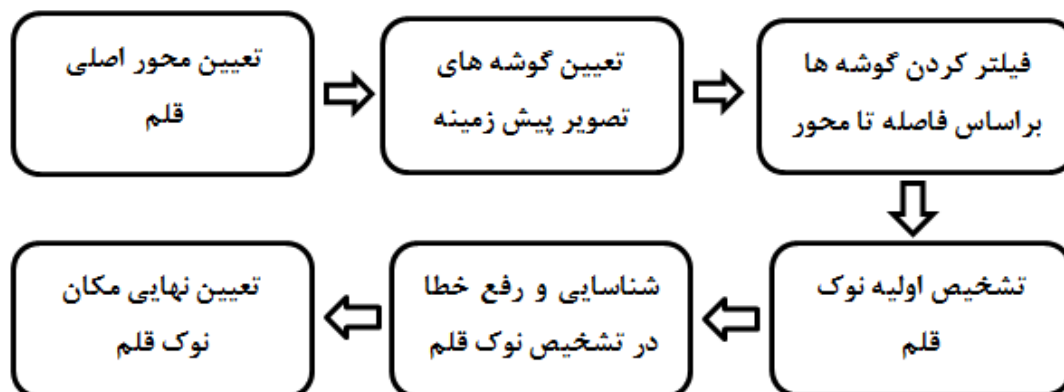 تعیین محور اصلی
قلم
تعیین گوشه های
تصویر پیش زمینه
فیلتر کردن گوشه ها
براساس فاصله تا محور
تشخیص اولیه نوک
قلم
شناسایی و رفع خطا
در تشخیص نوک قلم
تعیین نهایی مکان
نوک قلم